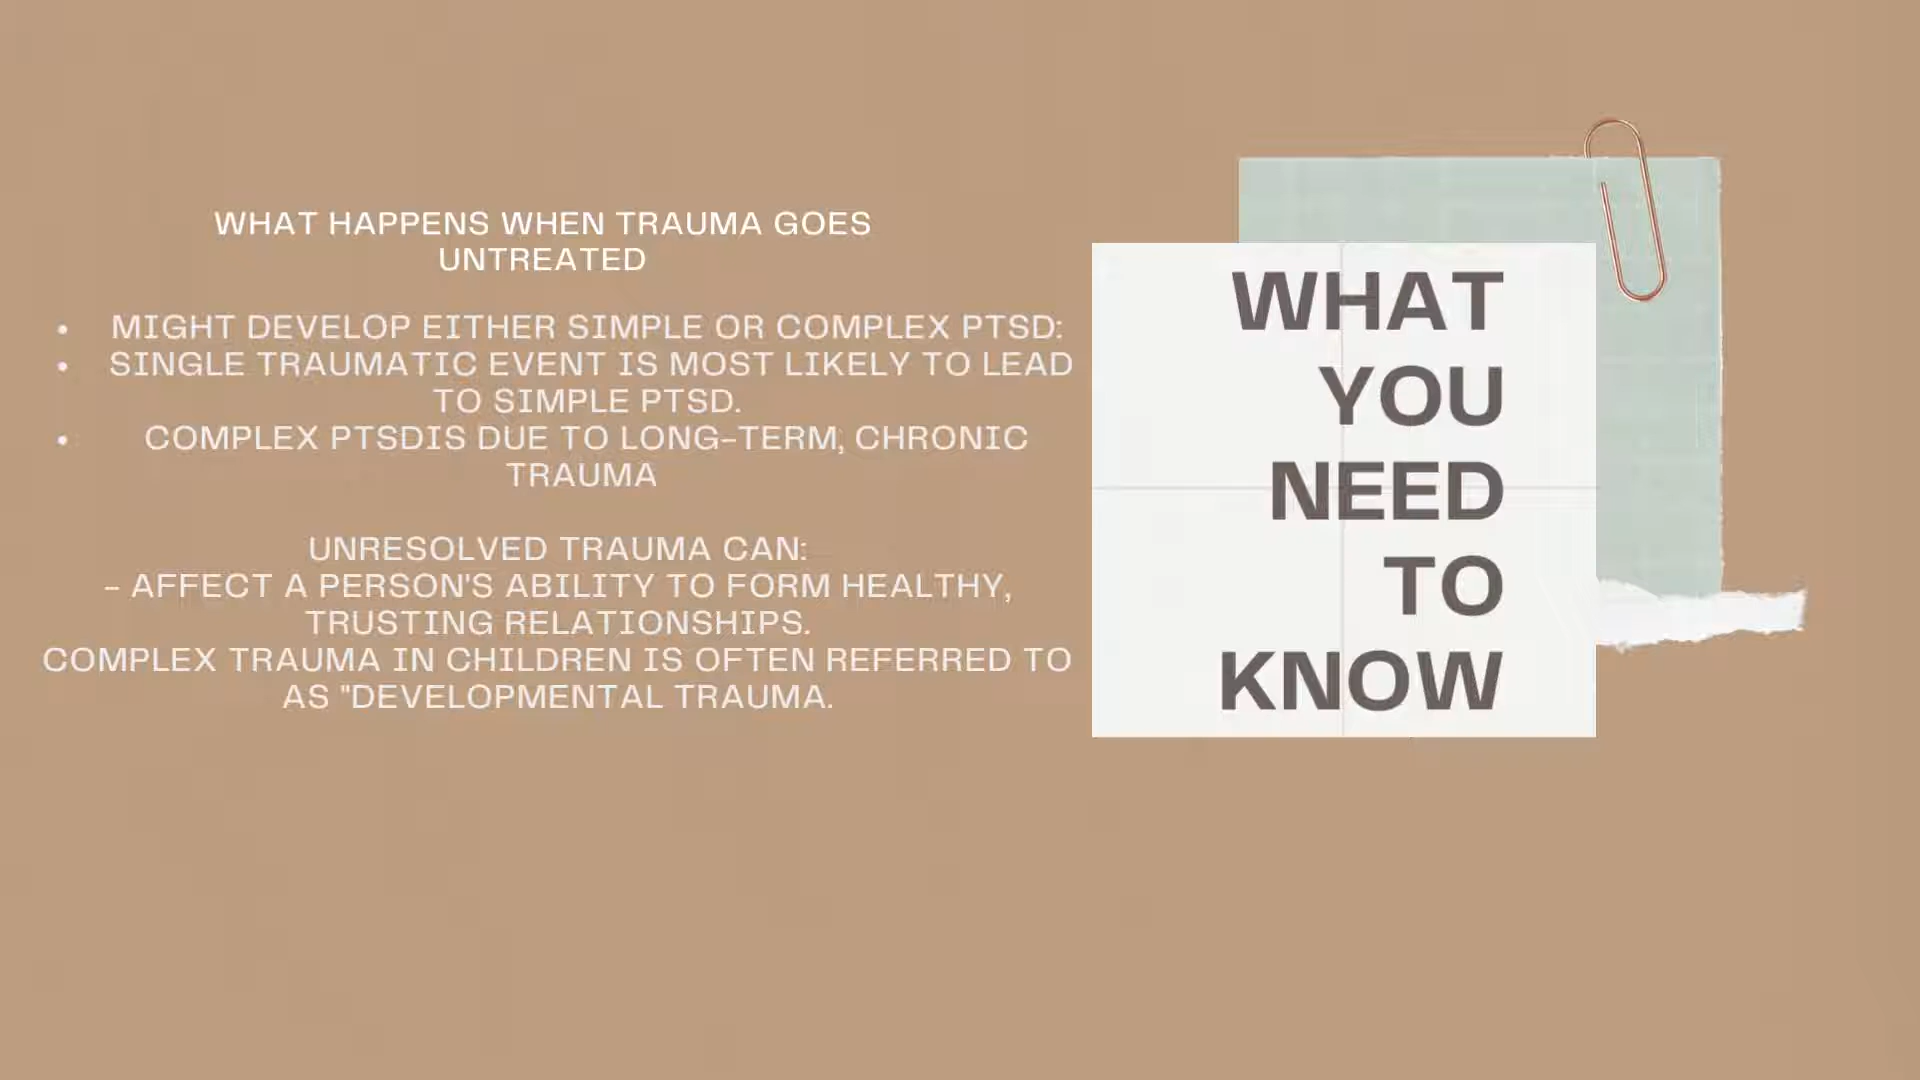 WHAT HAPPENS WHEN TRAUMA GOES
UNTREATED
• MIGHT DEVELOP EITHER SIMPLE OR COMPLEX PTSD:
• SINGLE TRAUMATIC EVENT IS MOST LIKELY TO LEAD
TO SIMPLE PTSD.
• COMPLEX PTSDIS DUE TO LONG-TERM, CHRONIC
TRAUMA
UNRESOLVED TRAUMA CAN:
- AFFECT A PERSON'S ABILITY TO FORM HEALTHY,
TRUSTING RELATIONSHIPS.
COMPLEX TRAUMA IN CHILDREN IS OFTEN REFERRED TO
AS "DEVELOPMENTAL TRAUMA.
WHAT
YOU
NEED
TO
KNOW